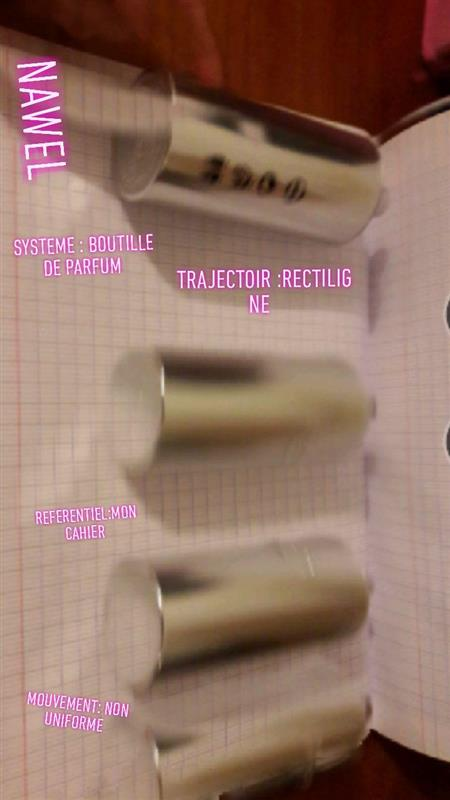 NAWEL
SYSTEME : BOUTILLE
DE PARFUM
TRAJECTOIR :RECTILIG
NE
REFERENTIEL:MON
CAHIER
MOUVEMENT: NON
UNIFORME